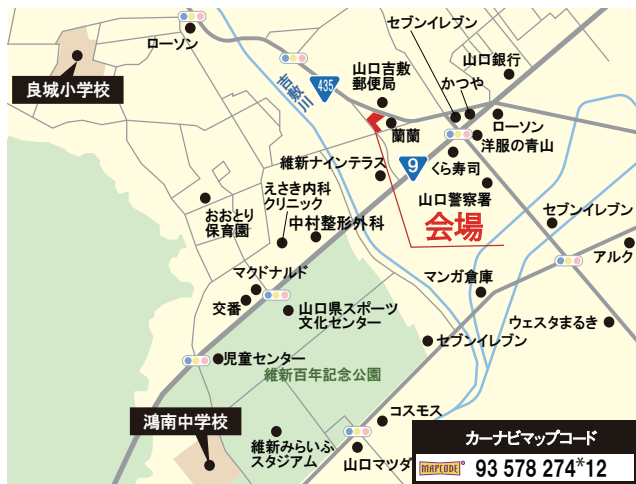 セブンイレブン
ローソン
山口吉敷
郵便局
山口銀行
かつや
良城小学校
吉敷川
435
蘭蘭
ローソン
洋服の青山
維新ナインテラス
9
くら寿司
山口警察署
えさき内科
クリニック
おおとり
保育園
中村整形外科
会場
セブンイレブン
アルク
マクドナルド
交番
山口県スポーツ
文化センター
マンガ倉庫
ウェスタまるき
セブンイレブン
児童センター
維新百年記念公園
鴻南中学校
コスモス
維新みらいふ
スタジアム
山口マツダ
カーナビマップコード
MAPCODE
93 578 274*12